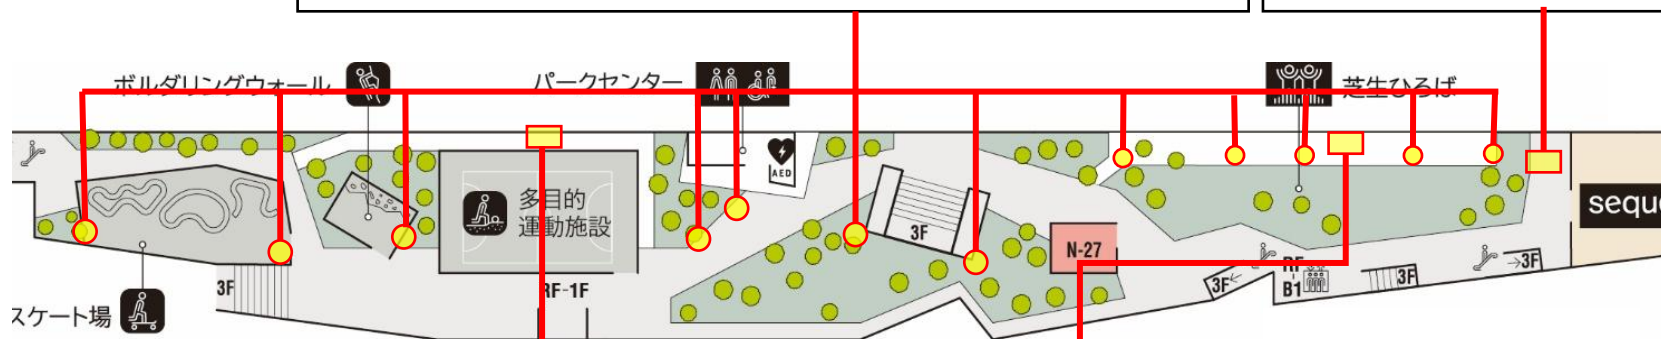 ボルダリングウォール
パークセンター
芝生ひろば
AED
多目的
運動施設
3F
N-27
sequ
3F
RF-1F
RF
B1
3F←
3F
→3F
スケート場